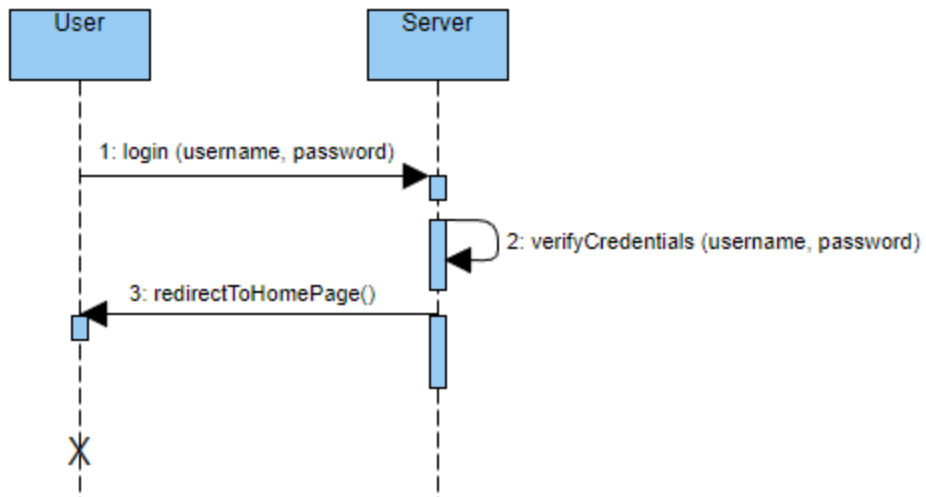 User
Server
1: login (username, password)
2: verifyCredentials (username, password)
3: redirectToHomePage()
X